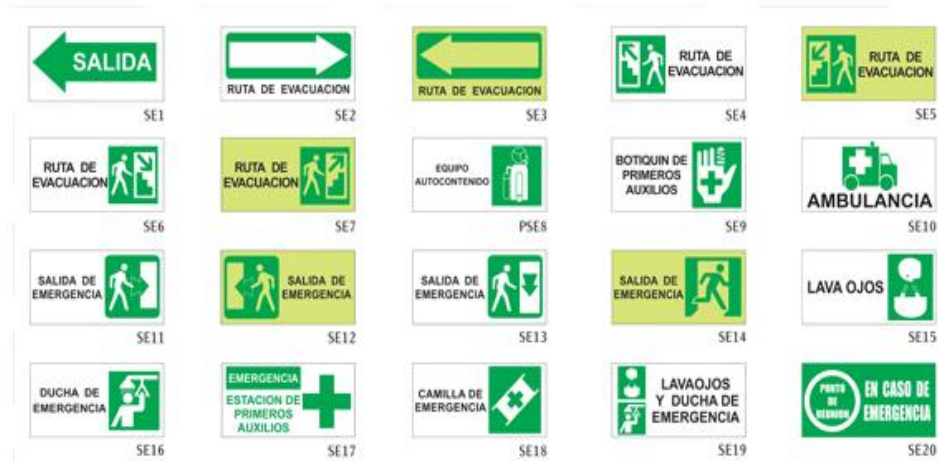 SALIDA
SE1
RUTA DE EVACUACION
SE2
RUTA DE EVACUACION
SE3
RUTA DE
EVACUACION
SE4
RUTA DE
EVACUACION
SE5
RUTA DE
EVACUACION
SE6
RUTA DE
EVACUACION
SE7
EQUIPO
AUTOCONTENIDO
PSE8
BOTIQUIN DE
PRIMEROS
AUXILIOS
SE9
AMBULANCIA
SE10
SALIDA DE
EMERGENCIA
SE11
SALIDA DE
EMERGENCIA
SE12
SALIDA DE
EMERGENCIA
SE13
SALIDA DE
EMERGENCIA
SE14
LAVA OJOS
SE15
DUCHA DE
EMERGENCIA
SE16
EMERGENCIA
ESTACION DE
PRIMEROS
AUXILIOS
SE17
CAMILLA DE
EMERGENCIA
SE18
LAVAOJOS
Y DUCHA DE
EMERGENCIA
SE19
PUNTO
DE
REUNION
EN CASO DE
EMERGENCIA
SE20